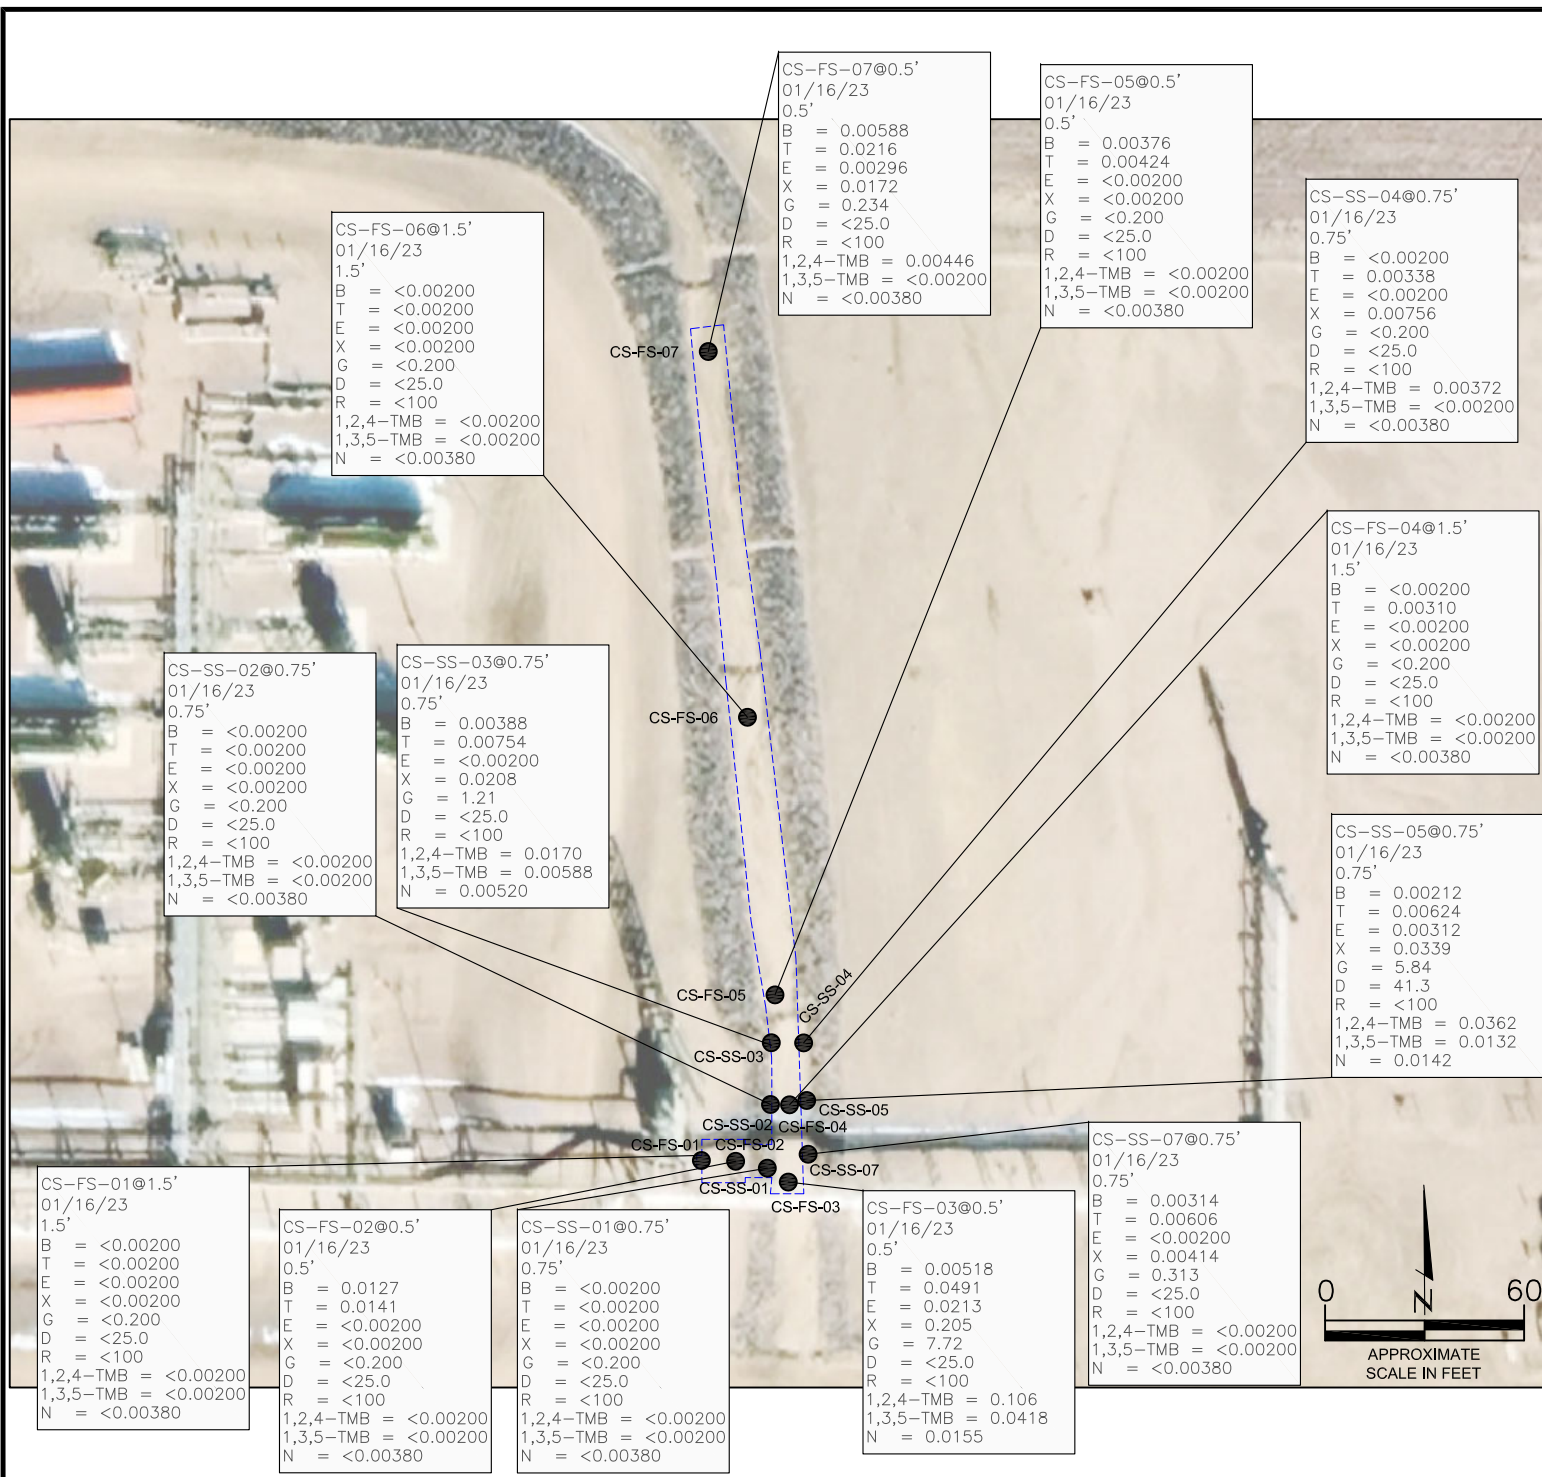 CS-FS-07@0.5'
01/16/23
0.5'
B = 0.00588
T = 0.0216
E = 0.00296
X = 0.0172
G = 0.234
D = <25.0
R = <100
1,2,4-TMB = 0.00446
1,3,5-TMB = <0.00200
N = <0.00380
CS-FS-05@0.5'
01/16/23
0.5'
B = 0.00376
T = 0.00424
E = <0.00200
X = <0.00200
G = <0.200
D = <25.0
R = <100
1,2,4-TMB = <0.00200
1,3,5-TMB = <0.00200
N = <0.00380
CS-SS-04@0.75'
01/16/23
0.75'
B = <0.00200
T = 0.00338
E = <0.00200
X = 0.00756
G = <0.200
D = <25.0
R = <100
1,2,4-TMB = 0.00372
1,3,5-TMB = <0.00200
N = <0.00380
CS-FS-06@1.5'
01/16/23
1.5'
B = <0.00200
T = <0.00200
E = <0.00200
X = <0.00200
G = <0.200
D = <25.0
R = <100
1,2,4-TMB = <0.00200
1,3,5-TMB = <0.00200
N = <0.00380
CS-FS-07
CS-FS-04@1.5'
01/16/23
1.5'
B = <0.00200
T = 0.00310
E = <0.00200
X = <0.00200
G = <0.200
D = <25.0
R = <100
1,2,4-TMB = <0.00200
1,3,5-TMB = <0.00200
N = <0.00380
CS-SS-02@0.75'
01/16/23
0.75'
B = <0.00200
T = <0.00200
E = <0.00200
X = <0.00200
G = <0.200
D = <25.0
R = <100
1,2,4-TMB = <0.00200
1,3,5-TMB = <0.00200
N = <0.00380
CS-SS-03@0.75'
01/16/23
0.75'
B = 0.00388
T = 0.00754
E = <0.00200
X = 0.0208
G = 1.21
D = <25.0
R = <100
1,2,4-TMB = 0.0170
1,3,5-TMB = 0.00588
N = 0.00520
CS-FS-06
CS-SS-05@0.75'
01/16/23
0.75'
B = 0.00212
T = 0.00624
E = 0.00312
X = 0.0339
G = 5.84
D = 41.3
R = <100
1,2,4-TMB = 0.0362
1,3,5-TMB = 0.0132
N = 0.0142
CS-FS-05
CS-SS-04
CS-SS-03
CS-SS-05
CS-SS-02
CS-FS-04
CS-FS-01
CS-FS-02
CS-SS-07
CS-SS-01
CS-FS-03
CS-FS-01@1.5'
01/16/23
1.5'
B = <0.00200
T = <0.00200
E = <0.00200
X = <0.00200
G = <0.200
D = <25.0
R = <100
1,2,4-TMB = <0.00200
1,3,5-TMB = <0.00200
N = <0.00380
CS-FS-02@0.5'
01/16/23
0.5'
B = 0.0127
T = 0.0141
E = <0.00200
X = <0.00200
G = <0.200
D = <25.0
R = <100
1,2,4-TMB = <0.00200
1,3,5-TMB = <0.00200
N = <0.00380
CS-SS-01@0.75'
01/16/23
0.75'
B = <0.00200
T = <0.00200
E = <0.00200
X = <0.00200
G = <0.200
D = <25.0
R = <100
1,2,4-TMB = <0.00200
1,3,5-TMB = <0.00200
N = <0.00380
CS-FS-03@0.5'
01/16/23
0.5'
B = 0.00518
T = 0.0491
E = 0.0213
X = 0.205
G = 7.72
D = <25.0
R = <100
1,2,4-TMB = 0.106
1,3,5-TMB = 0.0418
N = 0.0155
CS-SS-07@0.75'
01/16/23
0.75'
B = 0.00314
T = 0.00606
E = <0.00200
X = 0.00414
G = 0.313
D = <25.0
R = <100
1,2,4-TMB = <0.00200
1,3,5-TMB = <0.00200
N = <0.00380
0 N 60
APPROXIMATE
SCALE IN FEET